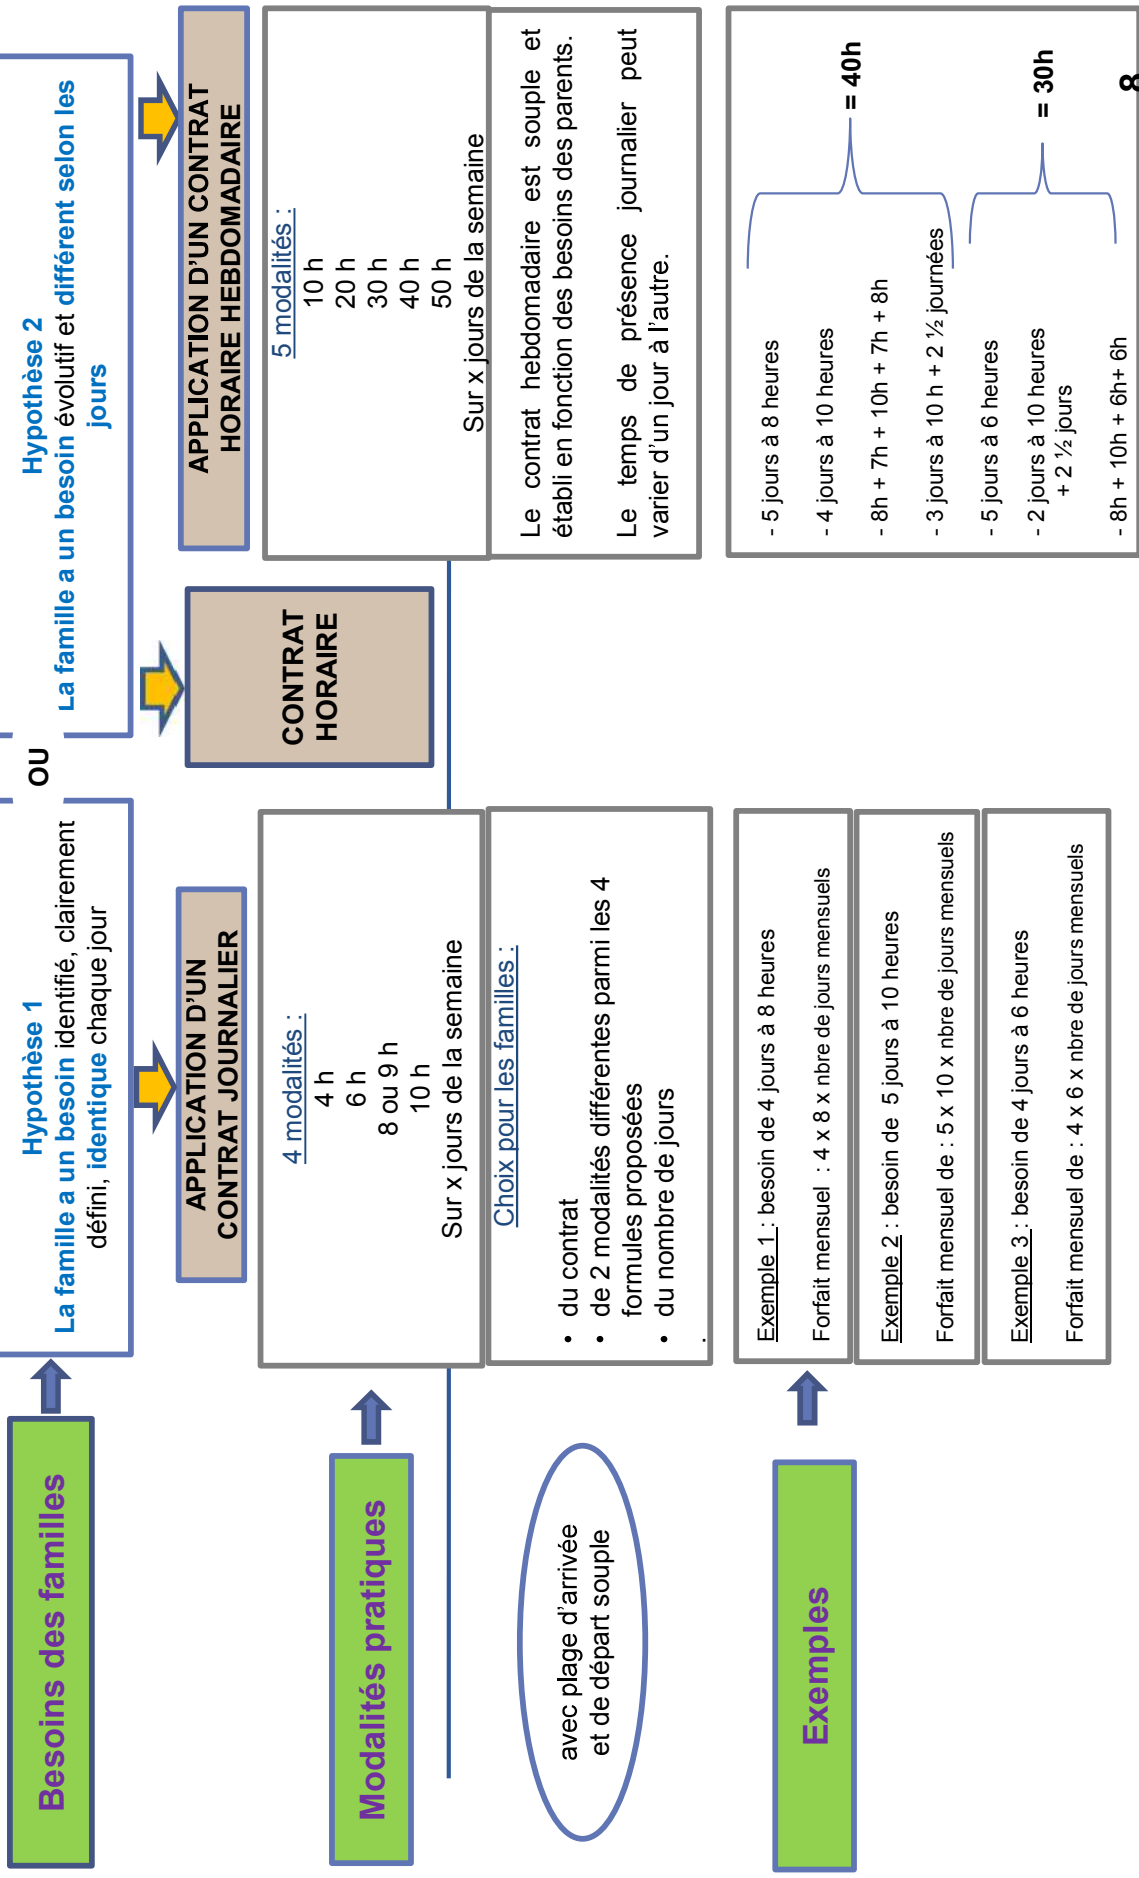 Besoins des familles
Hypothèse 1
La famille a un besoin identifié, clairement
défini, identique chaque jour
OU
Hypothèse 2
La famille a un besoin évolutif et différent selon les
jours
APPLICATION D'UN
CONTRAT JOURNALIER
CONTRAT
HORAIRE
APPLICATION D'UN CONTRAT
HORAIRE HEBDOMADAIRE
Modalités pratiques
4 modalités :
4 h
6 h
8 ou 9 h
10 h
Sur x jours de la semaine
5 modalités :
10 h
20 h
30 h
40 h
50 h
Sur x jours de la semaine
avec plage d'arrivée
et de départ souple
Choix pour les familles :
• du contrat
• de 2 modalités différentes parmi les 4
formules proposées
• du nombre de jours
.
Le contrat hebdomadaire est souple et
établi en fonction des besoins des parents.
Le temps de présence journalier peut
varier d'un jour à l'autre.
Exemples
Exemple 1 : besoin de 4 jours à 8 heures
Forfait mensuel : 4 x 8 x nbre de jours mensuels
Exemple 2 : besoin de 5 jours à 10 heures
Forfait mensuel de : 5 x 10 x nbre de jours mensuels
Exemple 3 : besoin de 4 jours à 6 heures
Forfait mensuel de : 4 x 6 x nbre de jours mensuels
- 5 jours à 8 heures
- 4 jours à 10 heures
- 8h + 7h + 10h + 7h + 8h
- 3 jours à 10 h + 2 ½ journées
= 40h
- 5 jours à 6 heures
- 2 jours à 10 heures
+ 2 ½ jours
- 8h + 10h + 6h+ 6h
= 30h
8